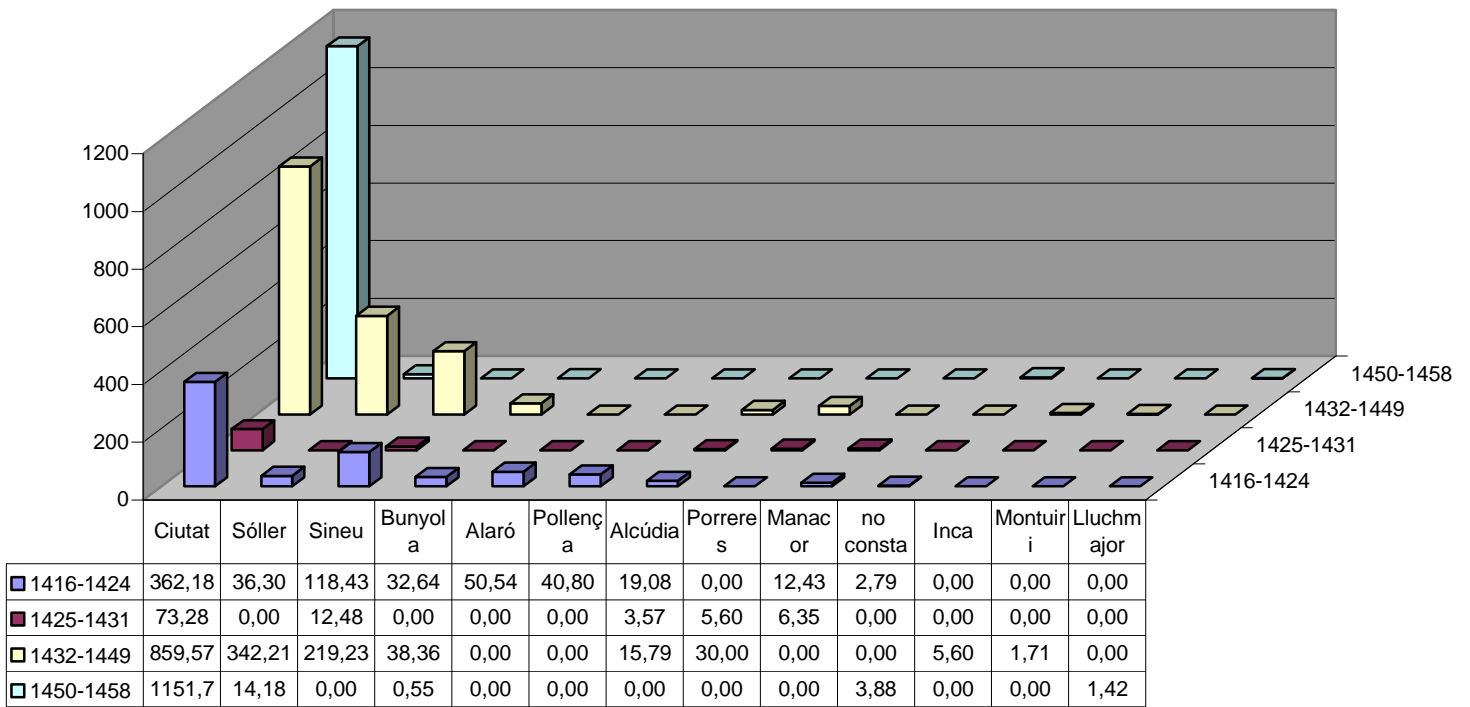 1200
1000
800
600
400
200
0
1450-1458
1432-1449
1425-1431
1416-1424
Ciutat Sóller Sineu Bunyol a Alaró Pollenç a Alcúdia Porrere s Manac or no consta Inca Montuir i Lluchm ajor
1416-1424 362,18 36,30 118,43 32,64 50,54 40,80 19,08 0,00 12,43 2,79 0,00 0,00 0,00
1425-1431 73,28 0,00 12,48 0,00 0,00 0,00 3,57 5,60 6,35 0,00 0,00 0,00 0,00
1432-1449 859,57 342,21 219,23 38,36 0,00 0,00 15,79 30,00 0,00 0,00 5,60 1,71 0,00
1450-1458 1151,7 14,18 0,00 0,55 0,00 0,00 0,00 0,00 0,00 3,88 0,00 0,00 1,42